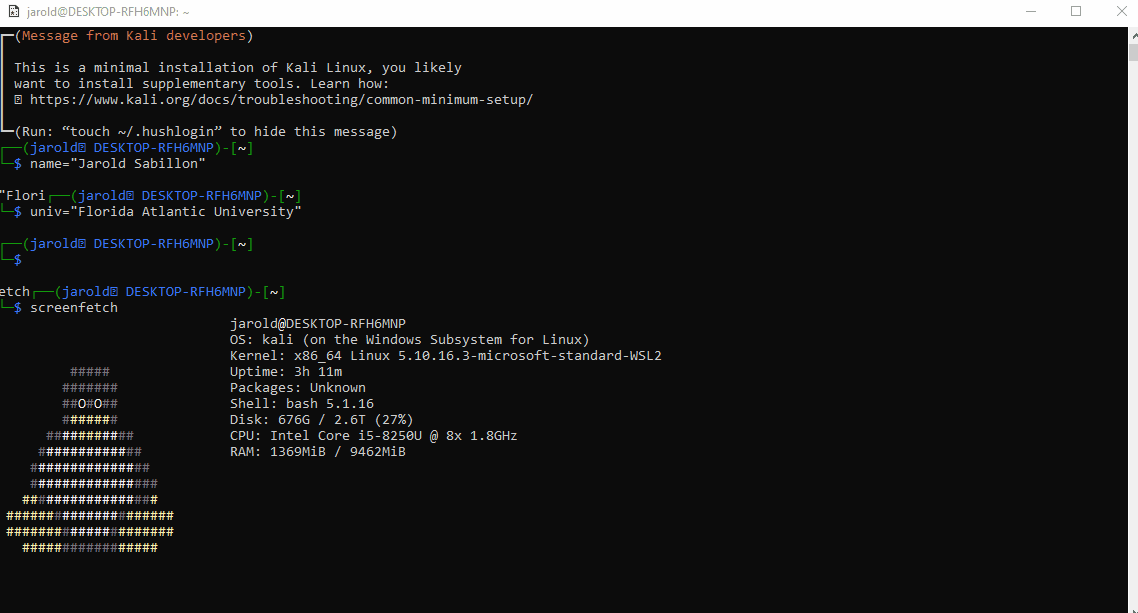 jarold@DESKTOP-RFH6MNP: ~
┌─(Message from Kali developers)
│
│ This is a minimal installation of Kali Linux, you likely
│ want to install supplementary tools. Learn how:
│ ⍰ https://www.kali.org/docs/troubleshooting/common-minimum-setup/
│
└─(Run: “touch ~/.hushlogin” to hide this message)
┌──(jarold⍰ DESKTOP-RFH6MNP)-[~]
└─$ name="Jarold Sabillon"
"Flori┌──(jarold⍰ DESKTOP-RFH6MNP)-[~]
└─$ univ="Florida Atlantic University"
┌──(jarold⍰ DESKTOP-RFH6MNP)-[~]
└─$
etch┌──(jarold⍰ DESKTOP-RFH6MNP)-[~]
└─$ screenfetch
jarold@DESKTOP-RFH6MNP
OS: kali (on the Windows Subsystem for Linux)
Kernel: x86_64 Linux 5.10.16.3-microsoft-standard-WSL2
##### Uptime: 3h 11m
####### Packages: Unknown
##O#O## Shell: bash 5.1.16
####### Disk: 676G / 2.6T (27%)
########### CPU: Intel Core i5-8250U @ 8x 1.8GHz
############# RAM: 1369MiB / 9462MiB
###############
################
#################
#####################
#####################
#################